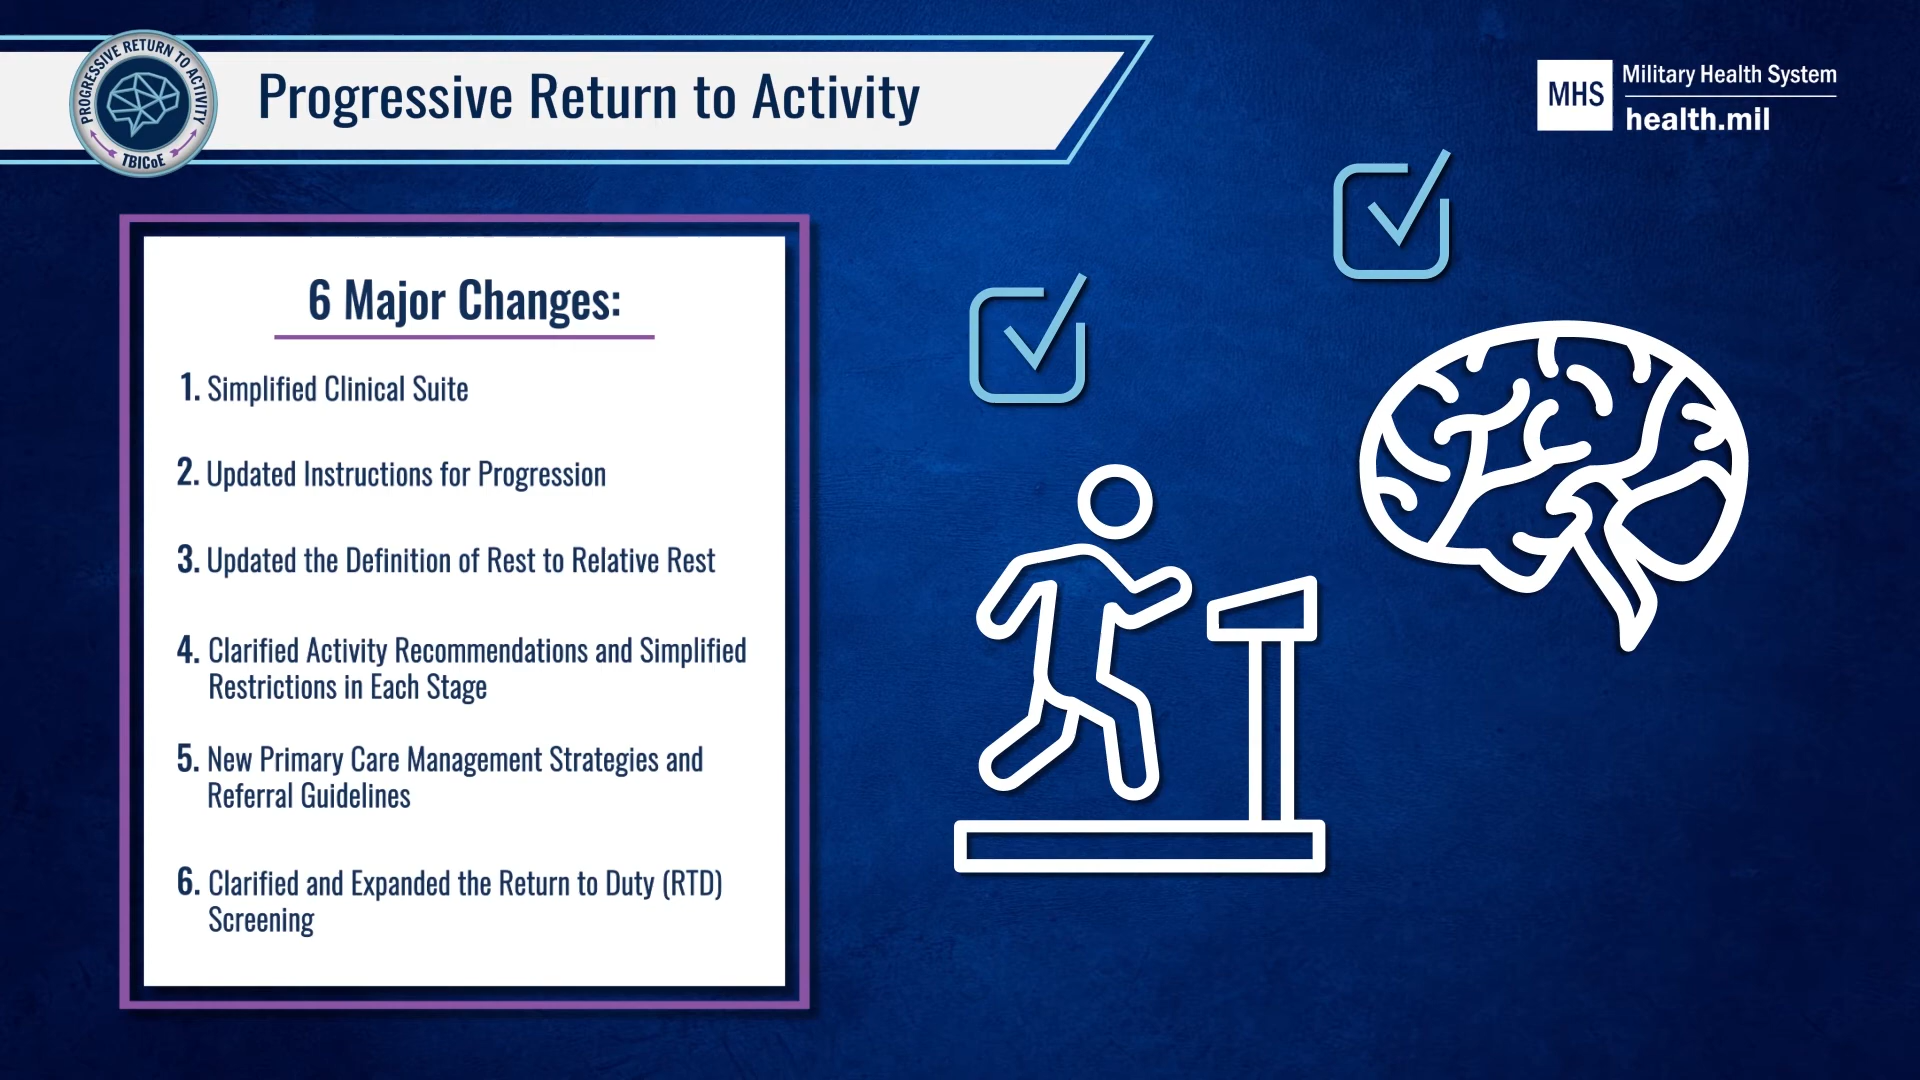 PROGRESSIVE RETURN TO ACTIVITY
TBICoE
Progressive Return to Activity
MHS
Military Health System
health.mil
6 Major Changes:
1. Simplified Clinical Suite
2. Updated Instructions for Progression
3. Updated the Definition of Rest to Relative Rest
4. Clarified Activity Recommendations and Simplified
Restrictions in Each Stage
5. New Primary Care Management Strategies and
Referral Guidelines
6. Clarified and Expanded the Return to Duty (RTD)
Screening